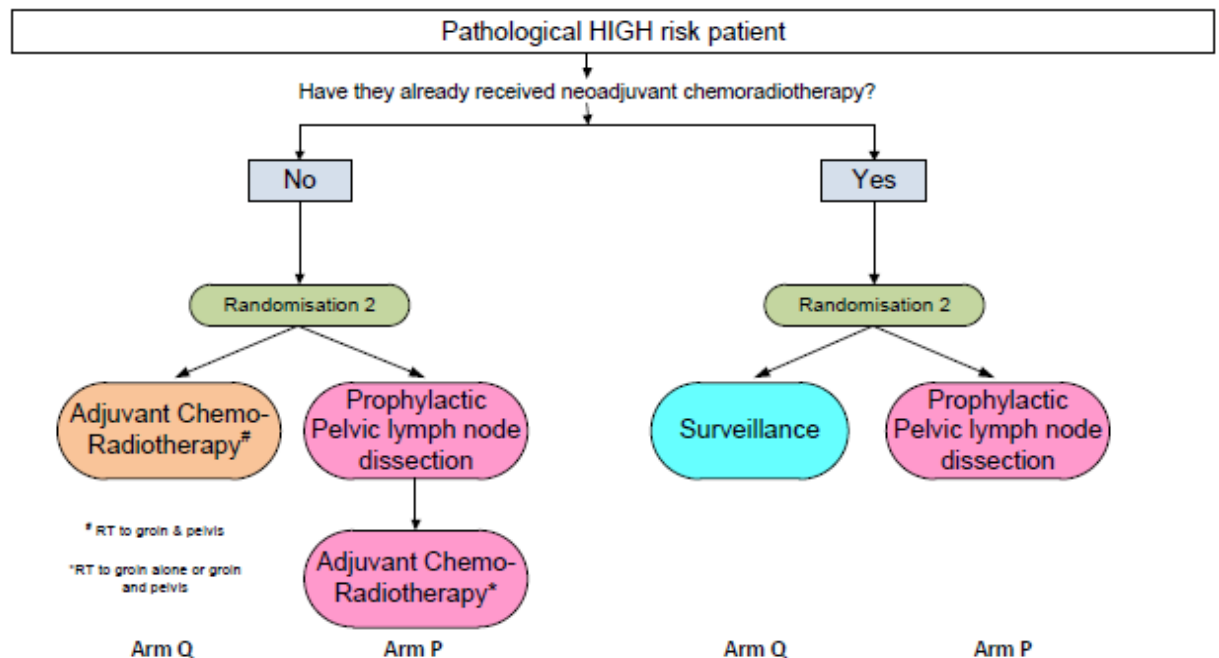 Pathological HIGH risk patient
Have they already received neoadjuvant chemoradiotherapy?
No
Yes
Randomisation 2
Randomisation 2
Adjuvant Chemo-
Radiotherapy#
Prophylactic
Pelvic lymph node
dissection
Surveillance
Prophylactic
Pelvic lymph node
dissection
# RT to groin & pelvis
*RT to groin alone or groin
and pelvis
Adjuvant Chemo-
Radiotherapy*
Arm Q
Arm P
Arm Q
Arm P